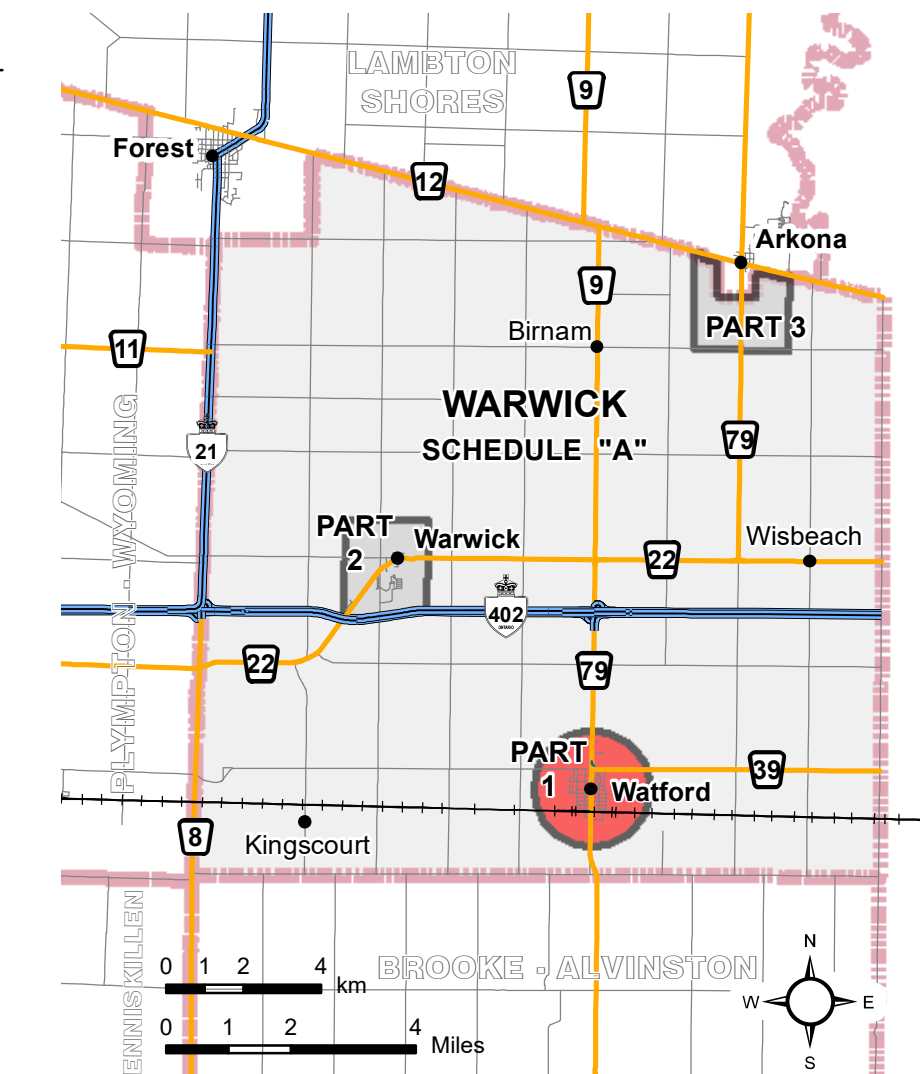 LAMBTON
SHORES
9
Forest
12
Arkona
9
PART 3
Birnam
11
WARWICK
SCHEDULE "A"
79
21
PLYMPTON - WYOMING
PART
2
Warwick
Wisbeach
22
402
ONTARIO
22
79
PART
1
39
Watford
8
Kingscourt
ENNISKILLEN
BROOKE - ALVINSTON
0 1 2 4
km
0 1 2 4
Miles
N
W E
S